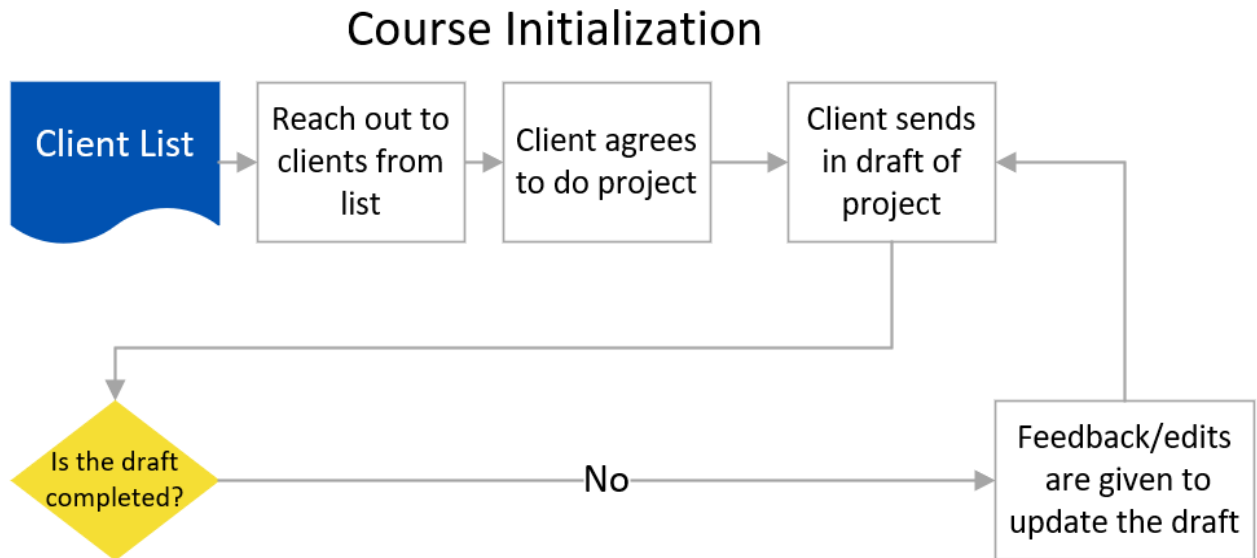 Course Initialization
Client List
Reach out to
clients from
list
Client agrees
to do project
Client sends
in draft of
project
Is the draft
completed?
No
Feedback/edits
are given to
update the draft